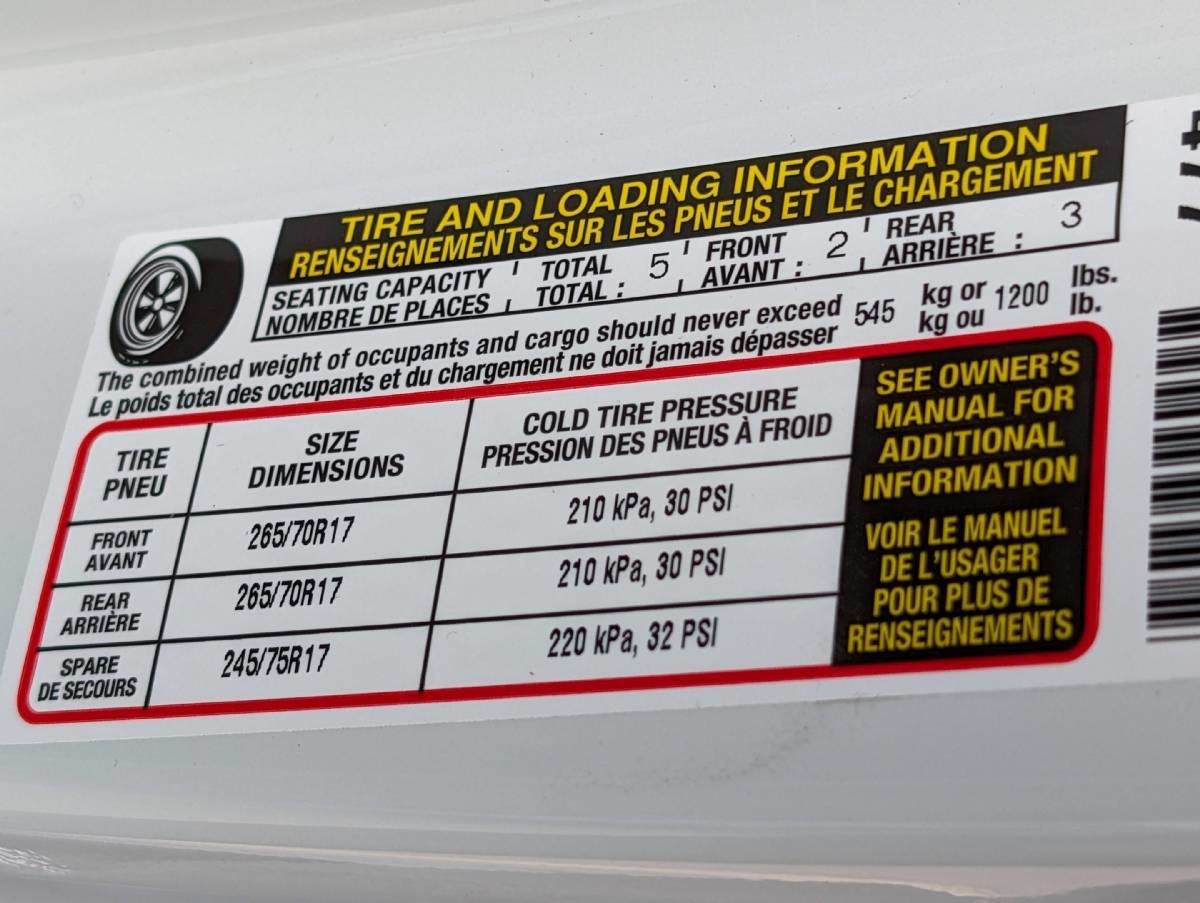 TIRE AND LOADING INFORMATION
RENSEIGNEMENTS SUR LES PNEUS ET LE CHARGEMENT
SEATING CAPACITY TOTAL 5 FRONT 2 REAR 3
NOMBRE DE PLACES TOTAL : AVANT : ARRIÈRE :
The combined weight of occupants and cargo should never exceed 545 kg or 1200 lbs.
Le poids total des occupants et du chargement ne doit jamais dépasser kg ou lb.
TIRE SIZE COLD TIRE PRESSURE
PNEU DIMENSIONS PRESSION DES PNEUS À FROID
FRONT 265/70R17 210 kPa, 30 PSI
AVANT
REAR 265/70R17 210 kPa, 30 PSI
ARRIÈRE
SPARE 245/75R17 220 kPa, 32 PSI
DE SECOURS
SEE OWNER'S
MANUAL FOR
ADDITIONAL
INFORMATION
VOIR LE MANUEL
DE L'USAGER
POUR PLUS DE
RENSEIGNEMENTS